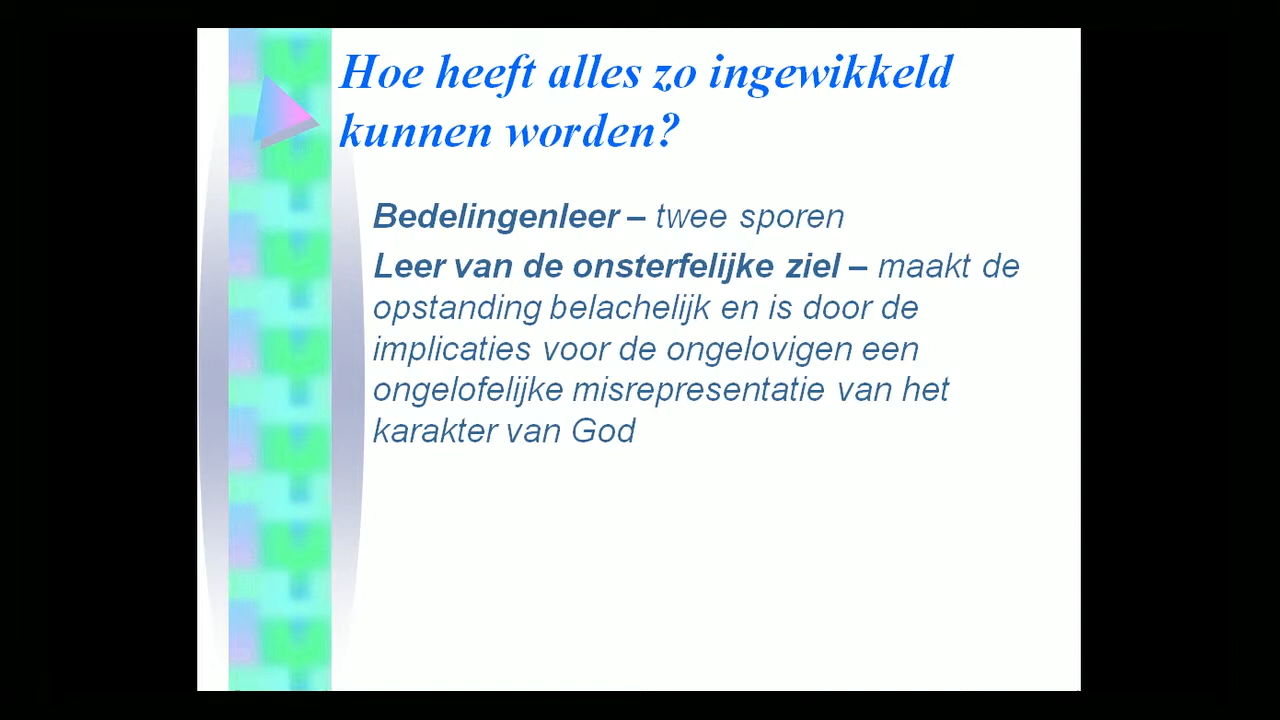 Hoe heeft alles zo ingewikkeld
kunnen worden?
Bedelingenleer – twee sporen
Leer van de onsterfelijke ziel – maakt de
opstanding belachelijk en is door de
implicaties voor de ongelovigen een
ongelofelijke misrepresentatie van het
karakter van God